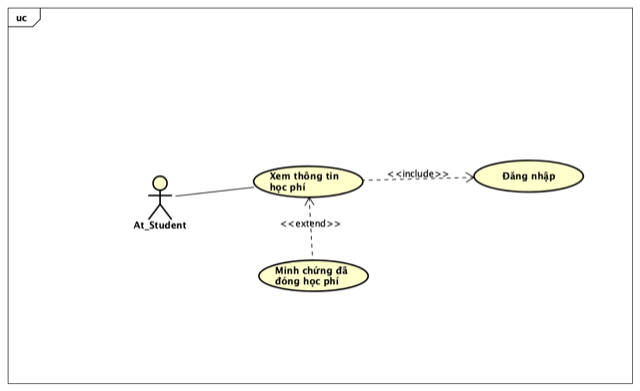 uc
Xem thông tin
học phí
<<include>>
Đăng nhập
At_Student
<<extend>>
Minh chứng đã
đóng học phí